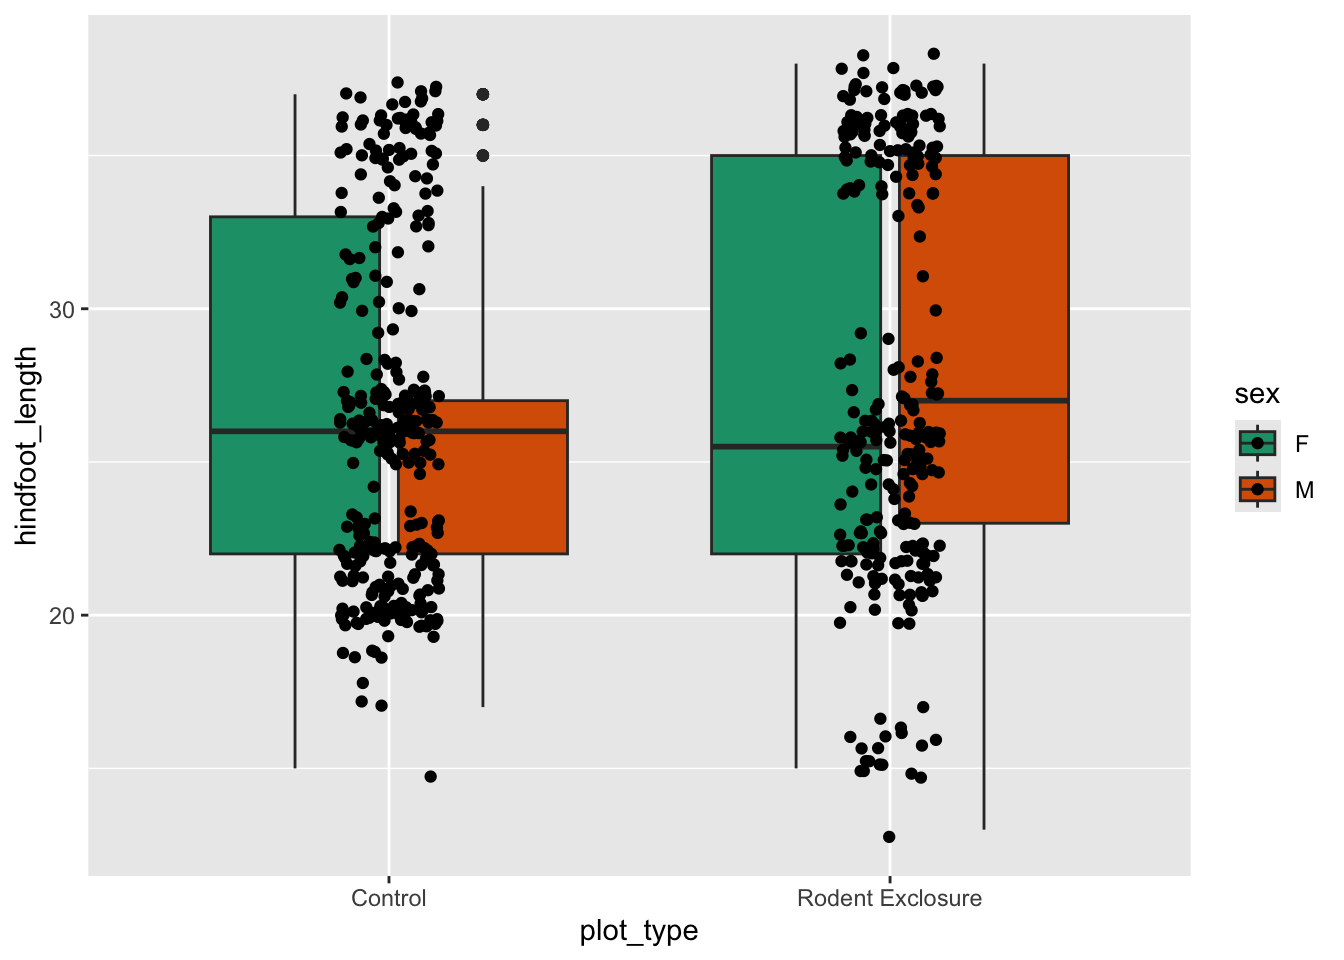 hindfoot_length
30
20
Control
Rodent Exclosure
plot_type
sex
F
M